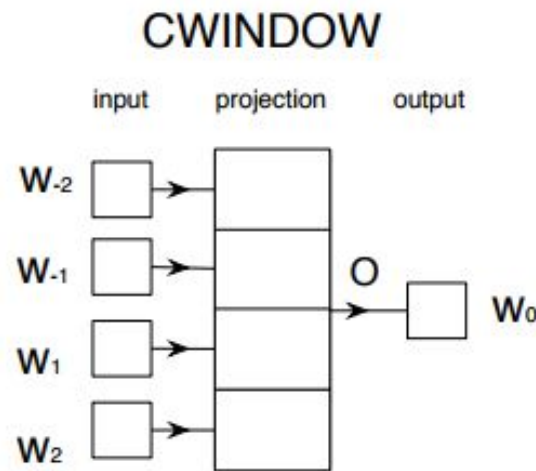 CWINDOW
input projection output
W-2
W-1
O
W0
W1
W2